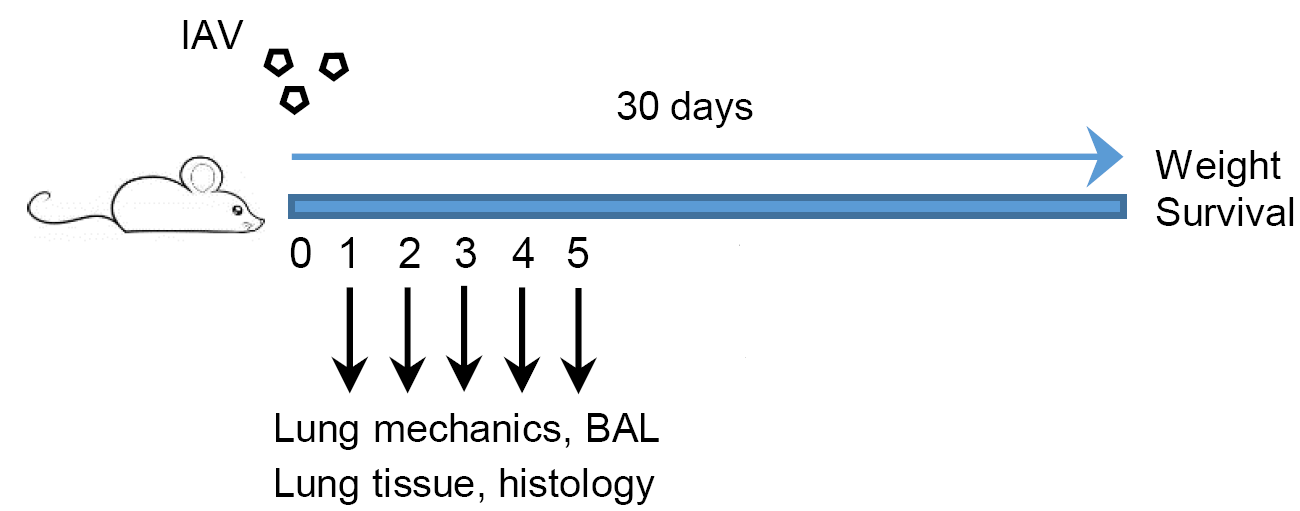 IAV
30 days
Weight
Survival
0 1 2 3 4 5
Lung mechanics, BAL
Lung tissue, histology